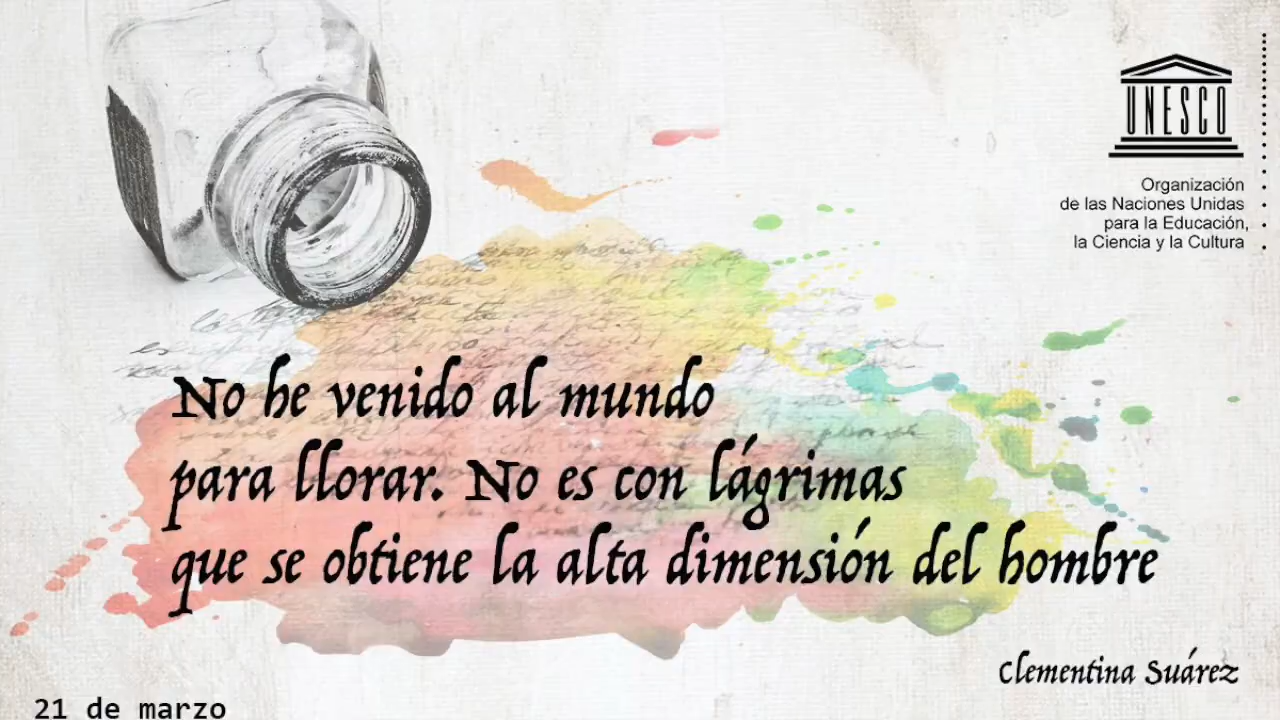 UNESCO
Organización
de las Naciones Unidas
para la Educación,
la Ciencia y la Cultura
No he venido al mundo
para llorar. No es con lágrimas
que se obtiene la alta dimensión del hombre
Clementina Suárez
21 de marzo